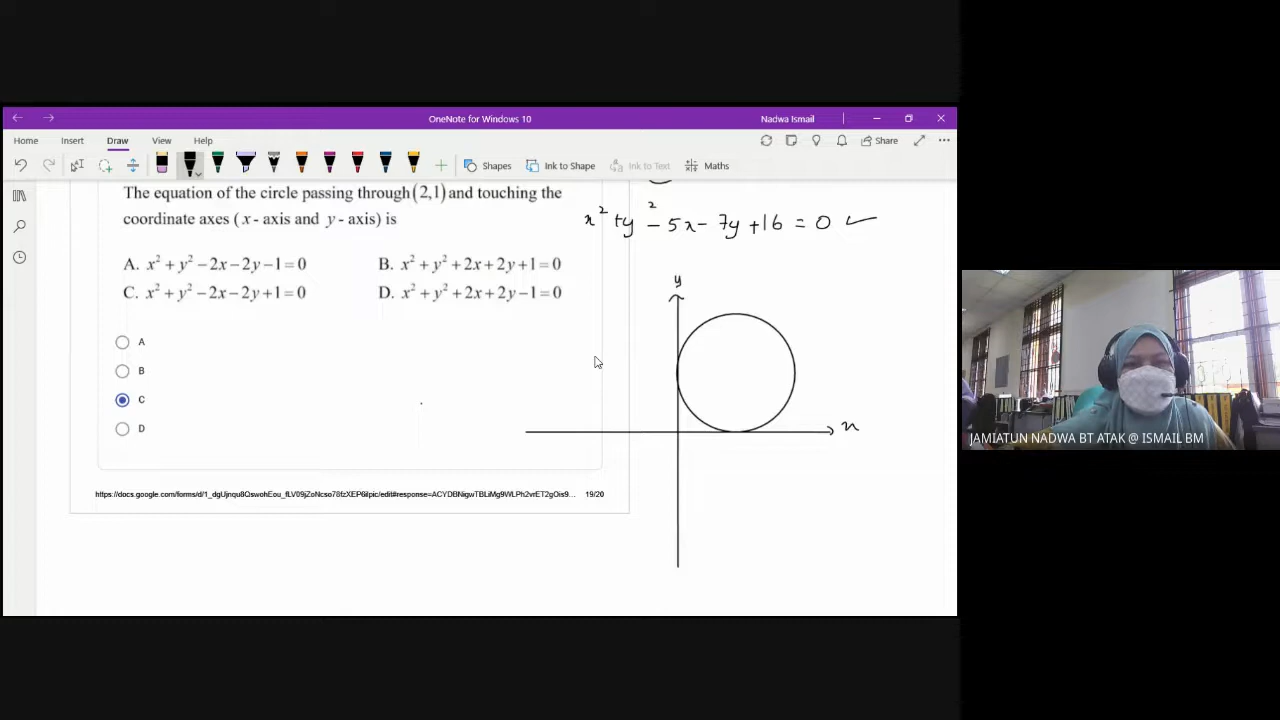 OneNote for Windows 10
Nadwa Ismail
Home Insert Draw View Help
Share
Shapes Ink to Shape Ink to Text Maths
The equation of the circle passing through (2,1) and touching the
coordinate axes (x-axis and y-axis) is
A. x² + y² − 2x − 2y − 1 = 0 B. x² + y² + 2x + 2y + 1 = 0
C. x² + y² − 2x − 2y + 1 = 0 D. x² + y² + 2x + 2y − 1 = 0
A
B
C
D
19/20
x² + y² − 5x − 7y + 16 = 0 ✓
y
x
JAMIATUN NADWA BT ATAK @ ISMAIL BM